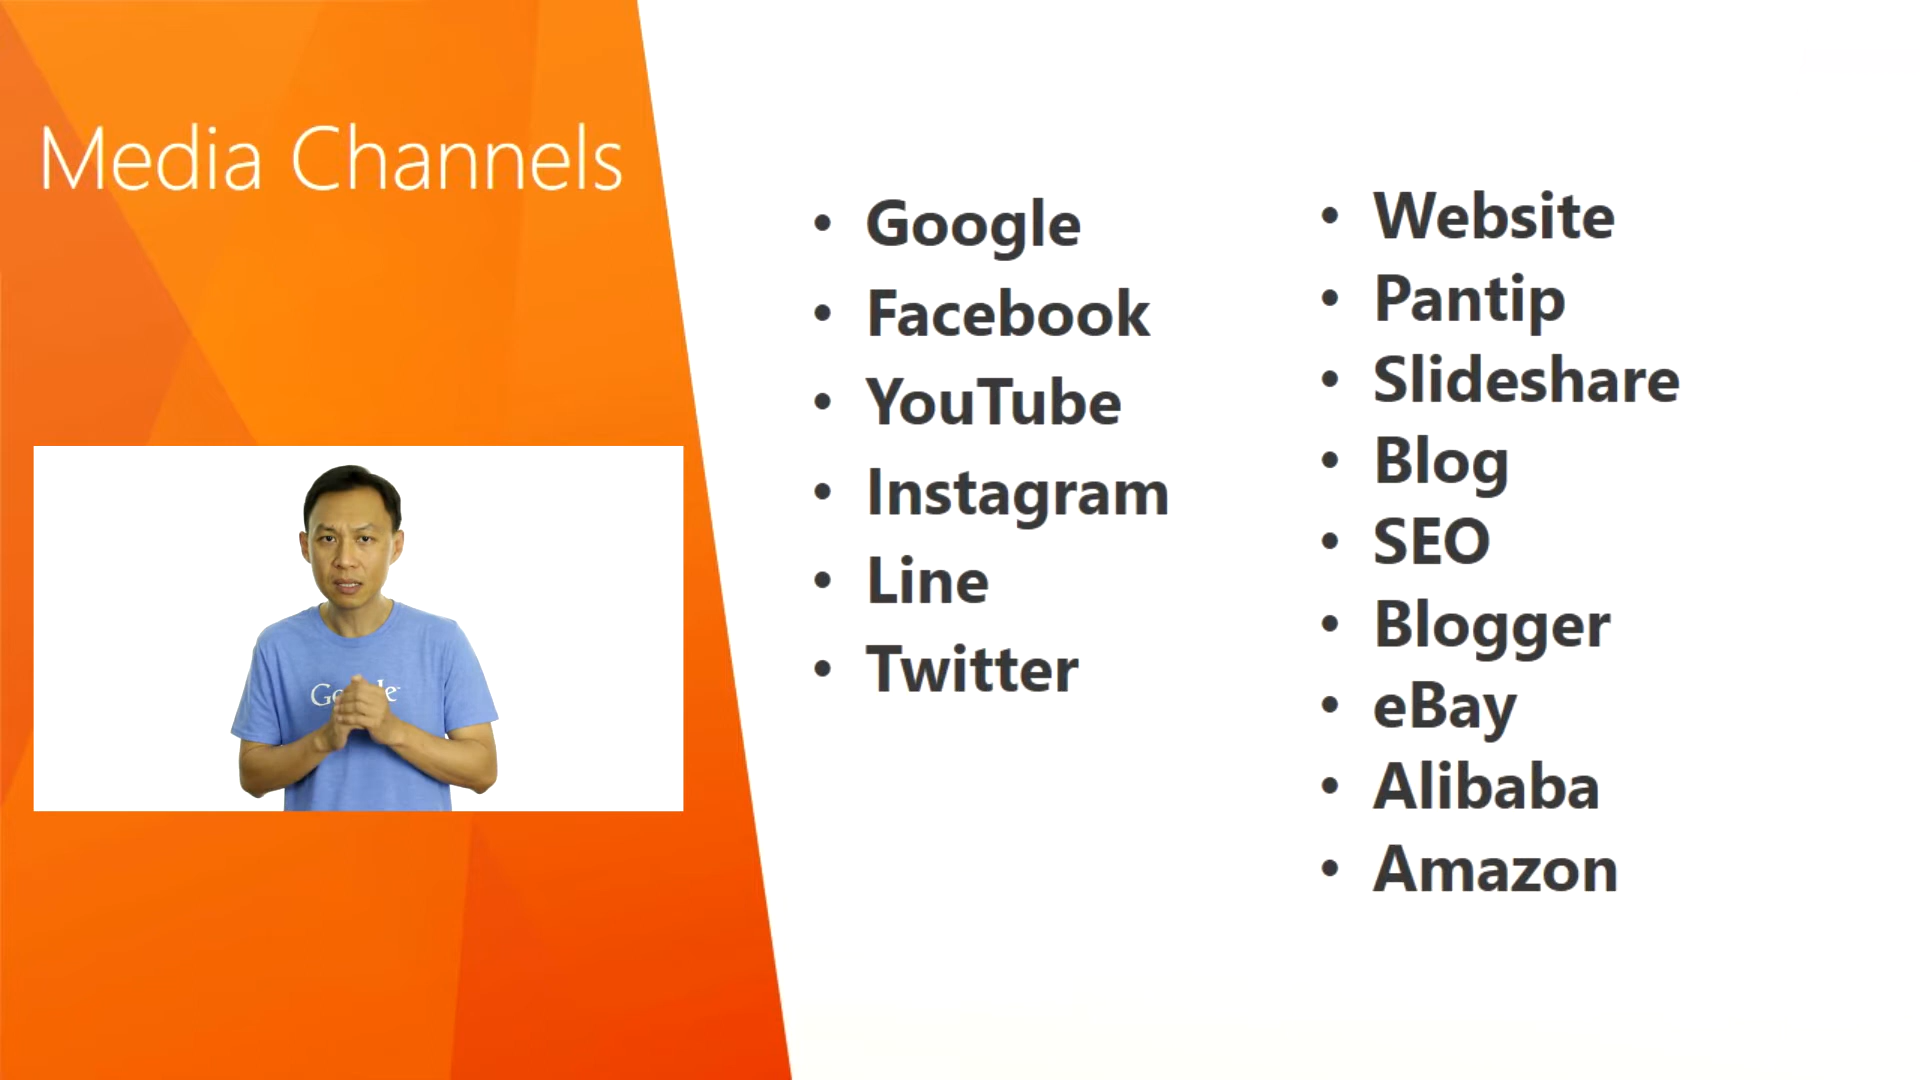 Media Channels
• Google
• Facebook
• YouTube
• Instagram
• Line
• Twitter
• Website
• Pantip
• Slideshare
• Blog
• SEO
• Blogger
• eBay
• Alibaba
• Amazon